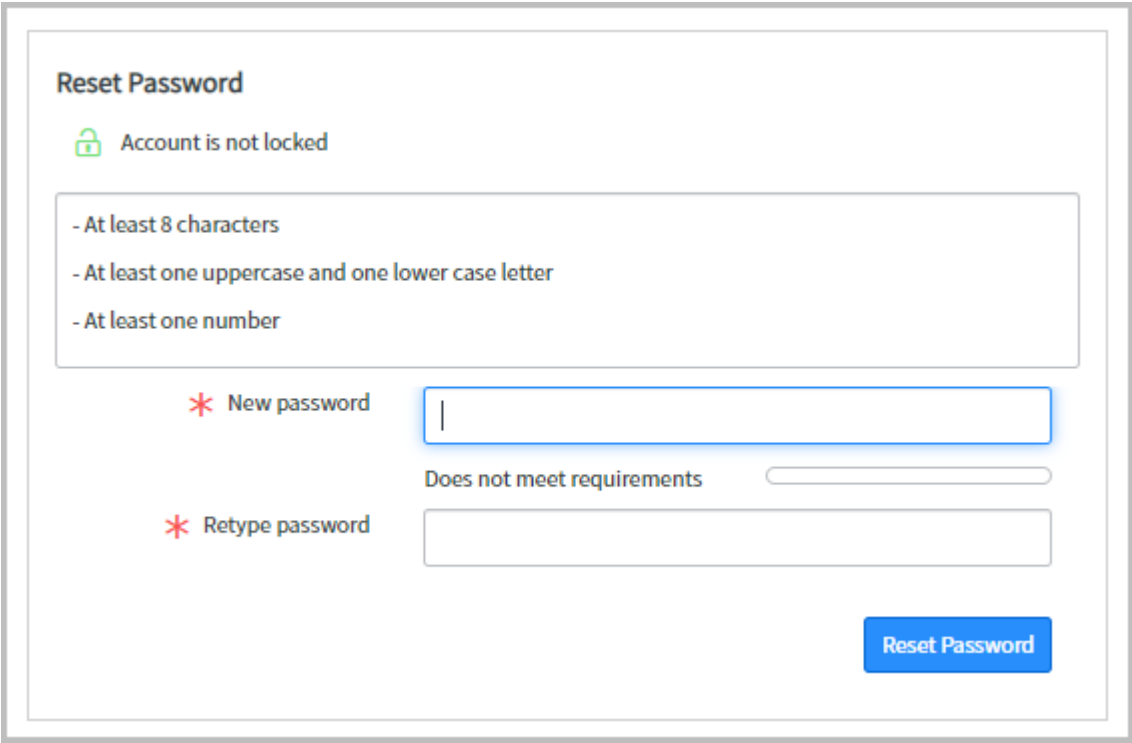 Reset Password
Account is not locked
- At least 8 characters
- At least one uppercase and one lower case letter
- At least one number
* New password
Does not meet requirements
* Retype password
Reset Password